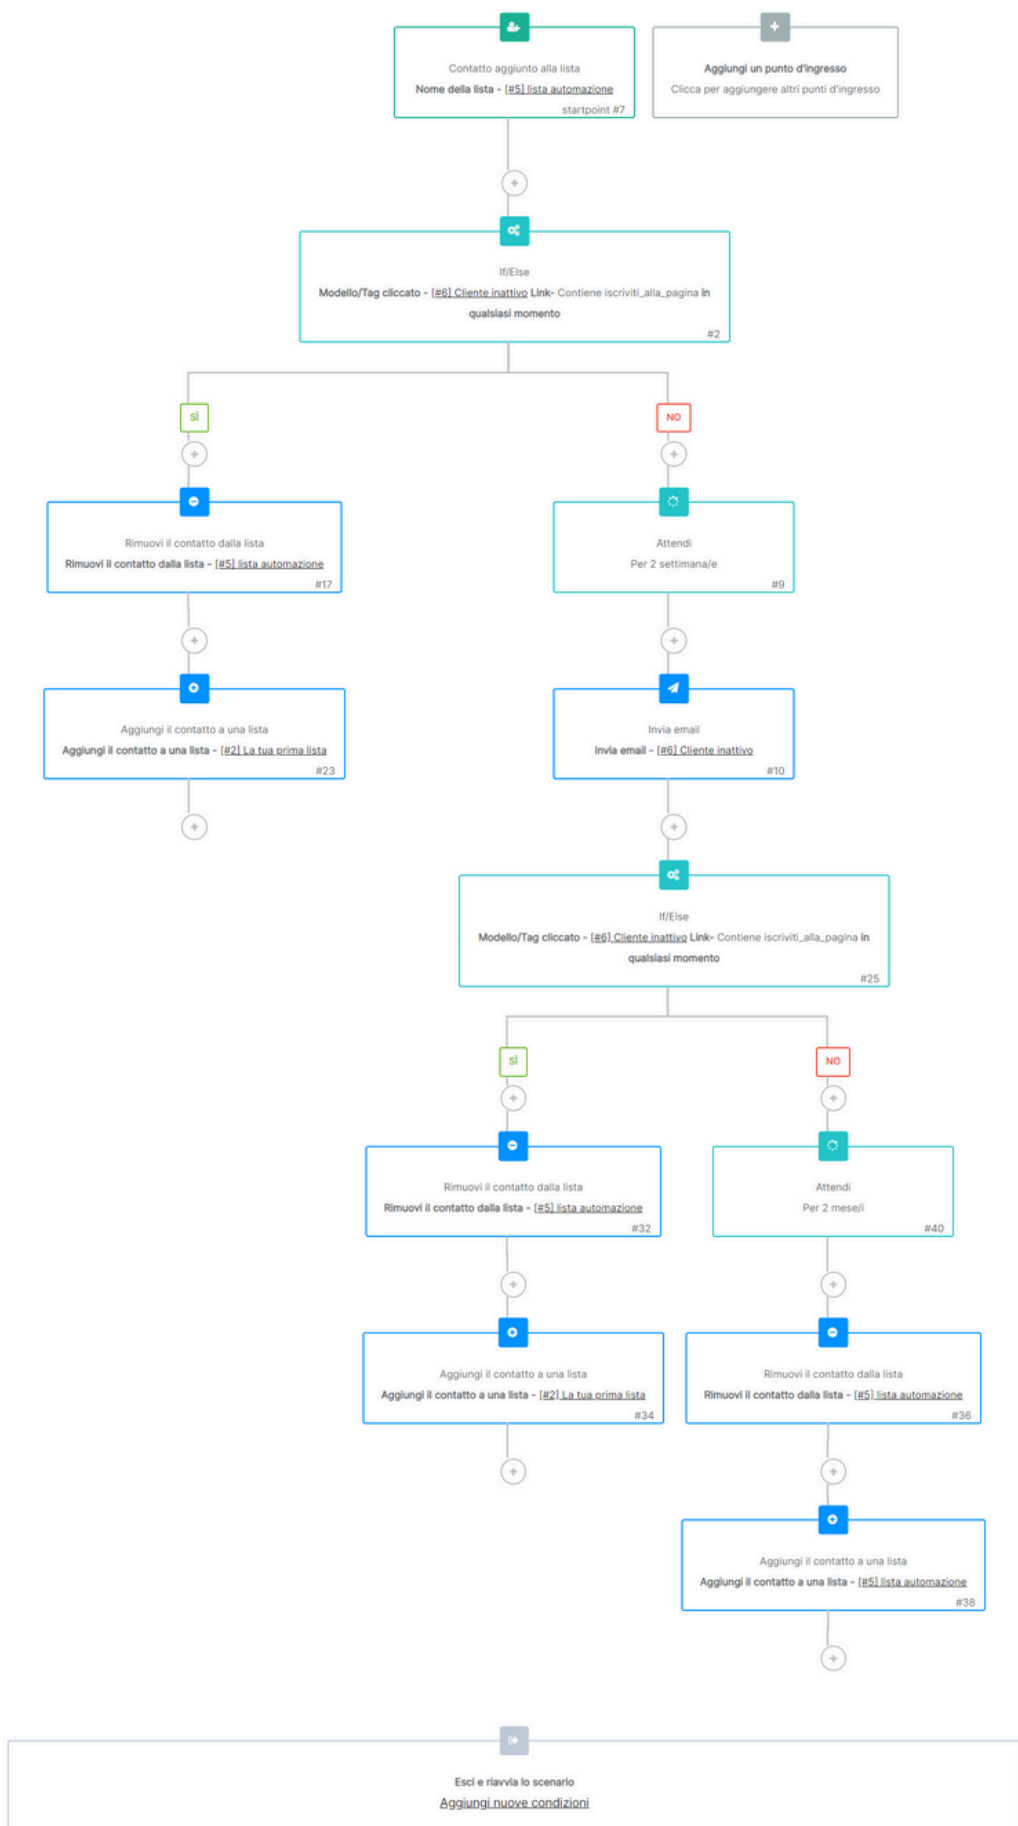 Contatto aggiunto alla lista
Nome della lista - [#5] lista automazione
startpoint #7
Aggiungi un punto d'ingresso
Clicca per aggiungere altri punti d'ingresso
If/Else
Modello/Tag cliccato - [#6] Cliente inattivo Link- Contiene iscriviti_alla_pagina in
qualsiasi momento
#2
SÌ
NO
Rimuovi il contatto dalla lista
Rimuovi il contatto dalla lista - [#5] lista automazione
#17
Attendi
Per 2 settimana/e
#9
Aggiungi il contatto a una lista
Aggiungi il contatto a una lista - [#2] La tua prima lista
#23
Invia email
Invia email - [#6] Cliente inattivo
#10
If/Else
Modello/Tag cliccato - [#6] Cliente inattivo Link- Contiene iscriviti_alla_pagina in
qualsiasi momento
#25
SÌ
NO
Rimuovi il contatto dalla lista
Rimuovi il contatto dalla lista - [#5] lista automazione
#32
Attendi
Per 2 mese/i
#40
Aggiungi il contatto a una lista
Aggiungi il contatto a una lista - [#2] La tua prima lista
#34
Rimuovi il contatto dalla lista
Rimuovi il contatto dalla lista - [#5] lista automazione
#36
Aggiungi il contatto a una lista
Aggiungi il contatto a una lista - [#5] lista automazione
#38
Esci e riavvia lo scenario
Aggiungi nuove condizioni